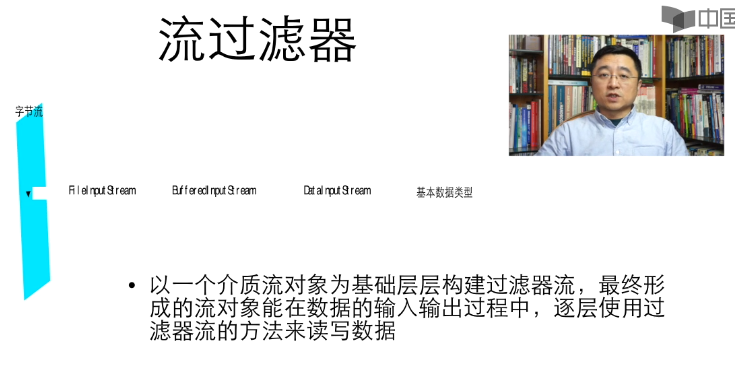 流过滤器
中国
字节流
FileInputStream BufferedInputStream DataInputStream 基本数据类型
• 以一个介质流对象为基础层层构建过滤器流，最终形
成的流对象能在数据的输入输出过程中，逐层使用过
滤器流的方法来读写数据